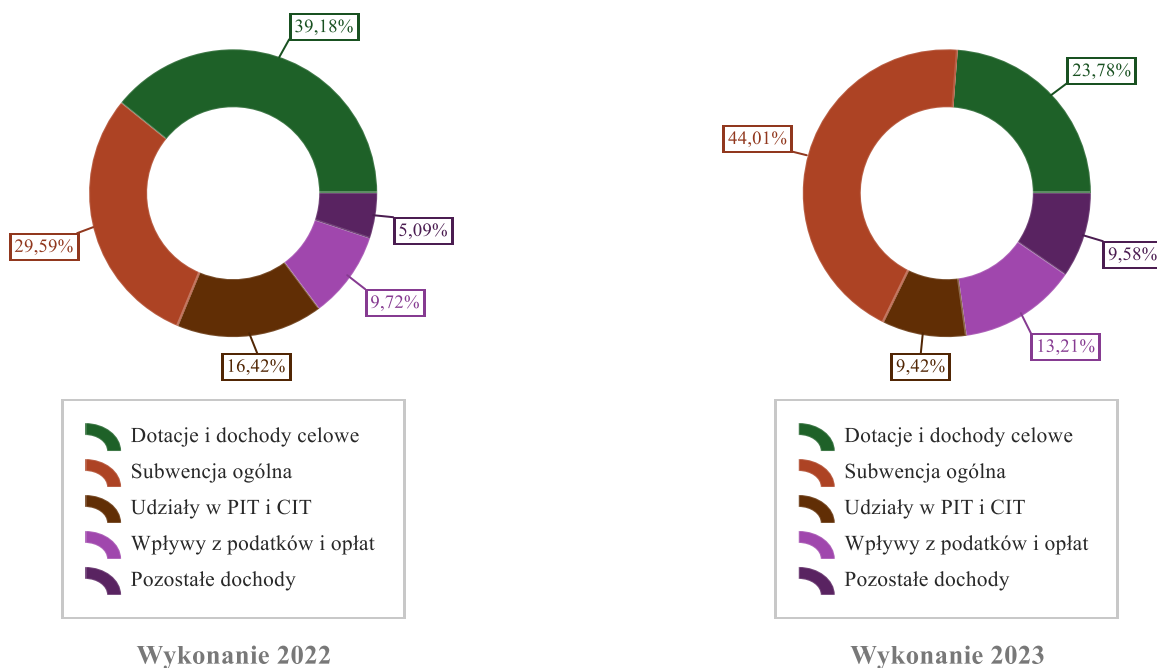 39,18%
29,59%
5,09%
9,72%
16,42%
Dotacje i dochody celowe
Subwencja ogólna
Udziały w PIT i CIT
Wpływy z podatków i opłat
Pozostałe dochody
Wykonanie 2022
23,78%
44,01%
9,58%
13,21%
9,42%
Dotacje i dochody celowe
Subwencja ogólna
Udziały w PIT i CIT
Wpływy z podatków i opłat
Pozostałe dochody
Wykonanie 2023